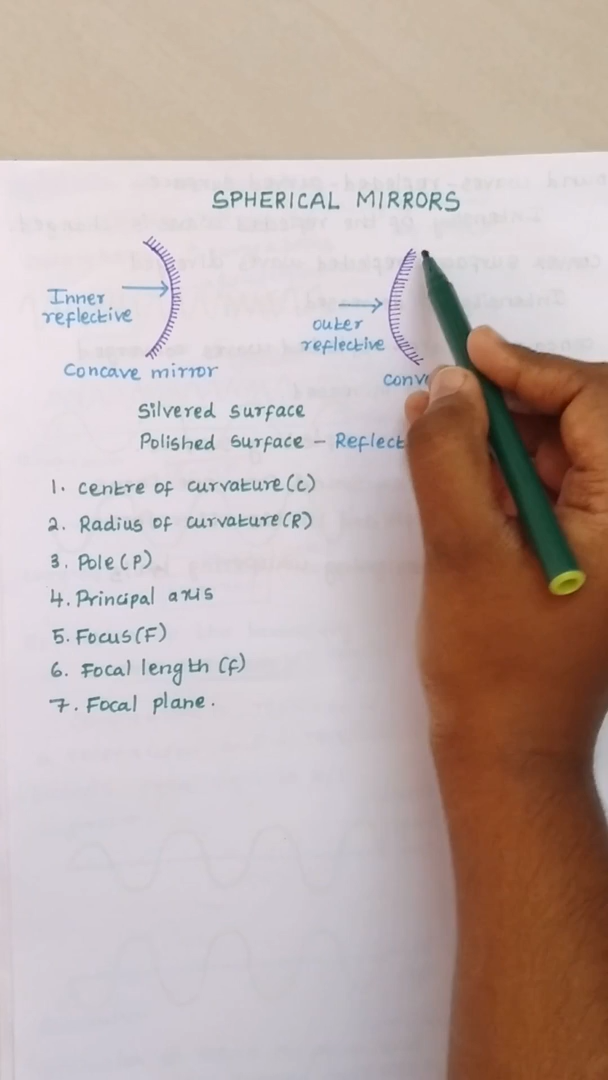 SPHERICAL MIRRORS
Inner
reflective
Concave mirror
outer
reflective
conv
Silvered surface
Polished surface - Reflect
1. Centre of curvature (C)
2. Radius of curvature (R)
3. Pole (P)
4. Principal axis
5. Focus (F)
6. Focal length (f)
7. Focal plane.